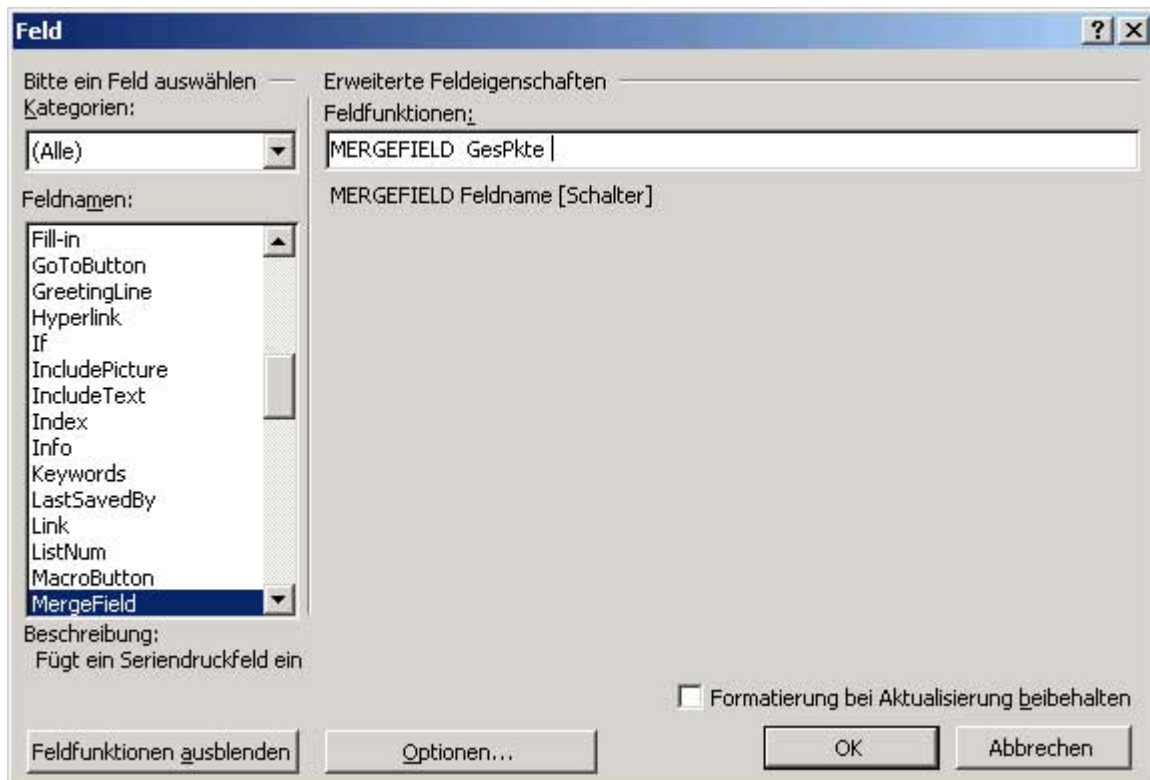 Feld
Bitte ein Feld auswählen
Kategorien:
(Alle)
Feldnamen:
Fill-in
GoToButton
GreetingLine
Hyperlink
If
IncludePicture
IncludeText
Index
Info
Keywords
LastSavedBy
Link
ListNum
MacroButton
MergeField
Beschreibung:
Fügt ein Seriendruckfeld ein
Erweiterte Feldeigenschaften
Feldfunktionen:
MERGEFIELD GesPkte
MERGEFIELD Feldname [Schalter]
Formatierung bei Aktualisierung beibehalten
Feldfunktionen ausblenden
Optionen...
OK
Abbrechen